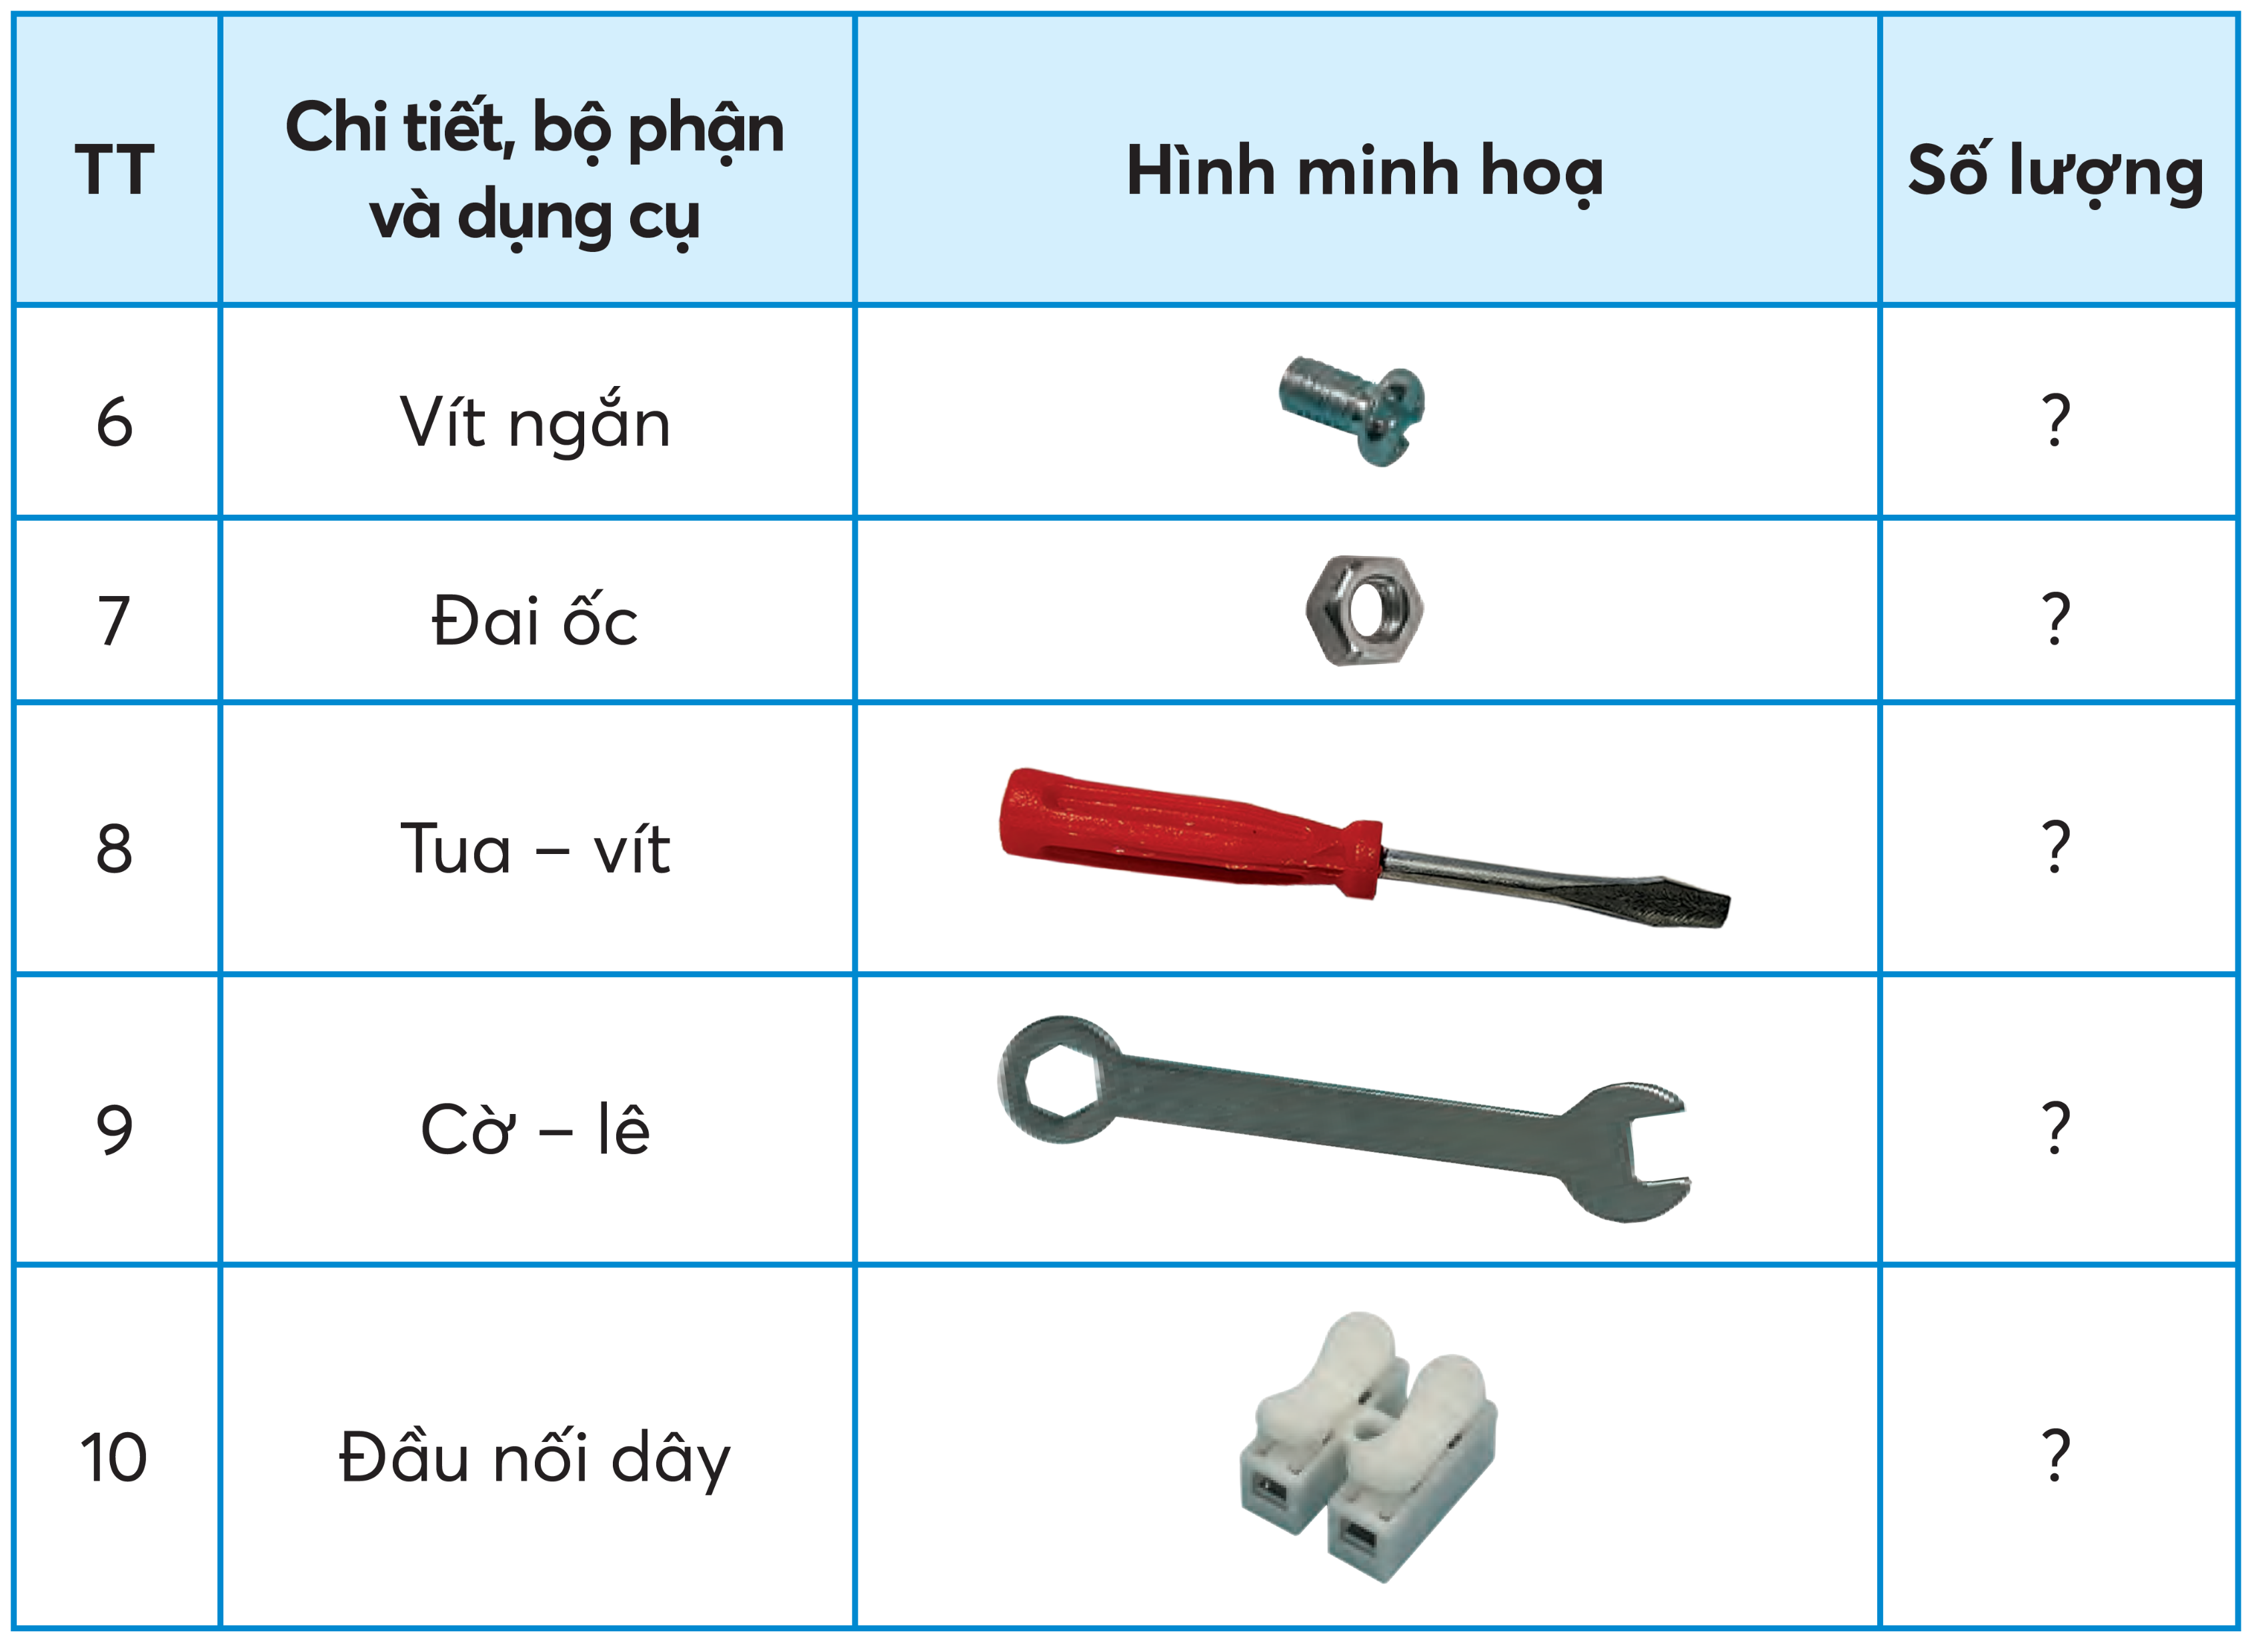 TT
Chi tiết, bộ phận
và dụng cụ
Hình minh hoạ
Số lượng
6
Vít ngắn
?
7
Đai ốc
?
8
Tua – vít
?
9
Cờ – lê
?
10
Đầu nối dây
?